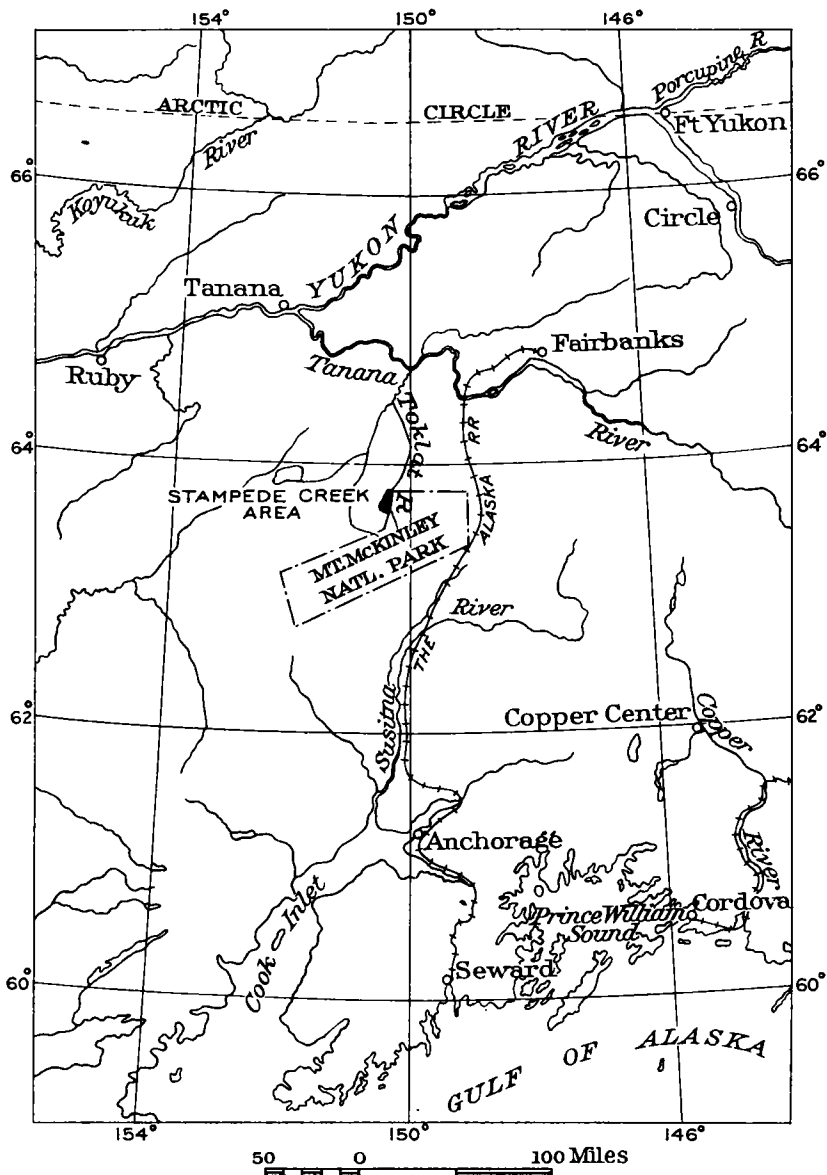 154° 150° 146°
Porcupine R
ARCTIC CIRCLE
RIVER
Ft Yukon
River
66° 66°
Koyukuk
Circle
YUKON
Tanana
Fairbanks
Ruby
Tanana
Toklat R
RR
River
64° 64°
STAMPEDE CREEK
AREA
ALASKA
MT. McKINLEY
NATL. PARK
River
THE
Susitna
62° 62°
Copper Center
Copper
Anchorage
River
Cook Inlet
Cordova
Prince William
Sound
Seward
60° 60°
GULF OF ALASKA
154° 150° 146°
50 0 100 Miles